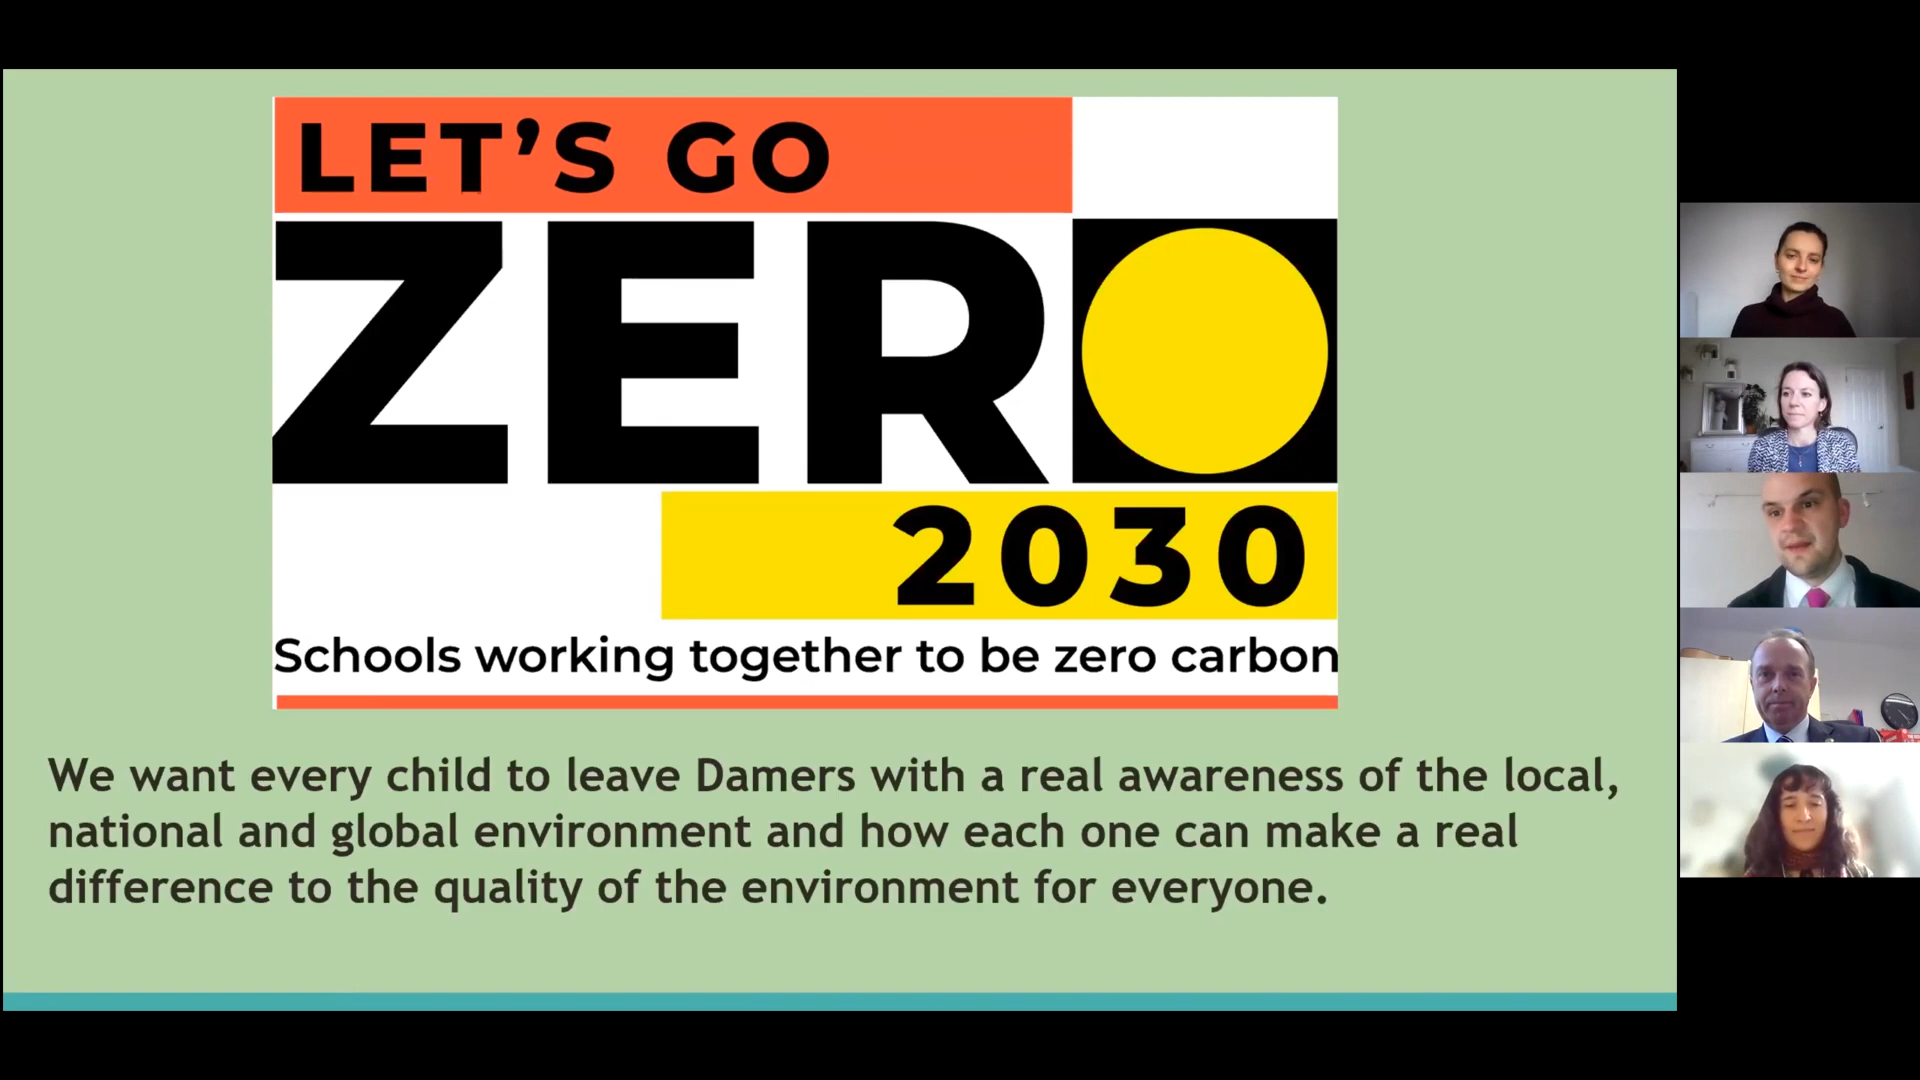 LET’S GO
ZERO
2030
Schools working together to be zero carbon
We want every child to leave Damers with a real awareness of the local,
national and global environment and how each one can make a real
difference to the quality of the environment for everyone.